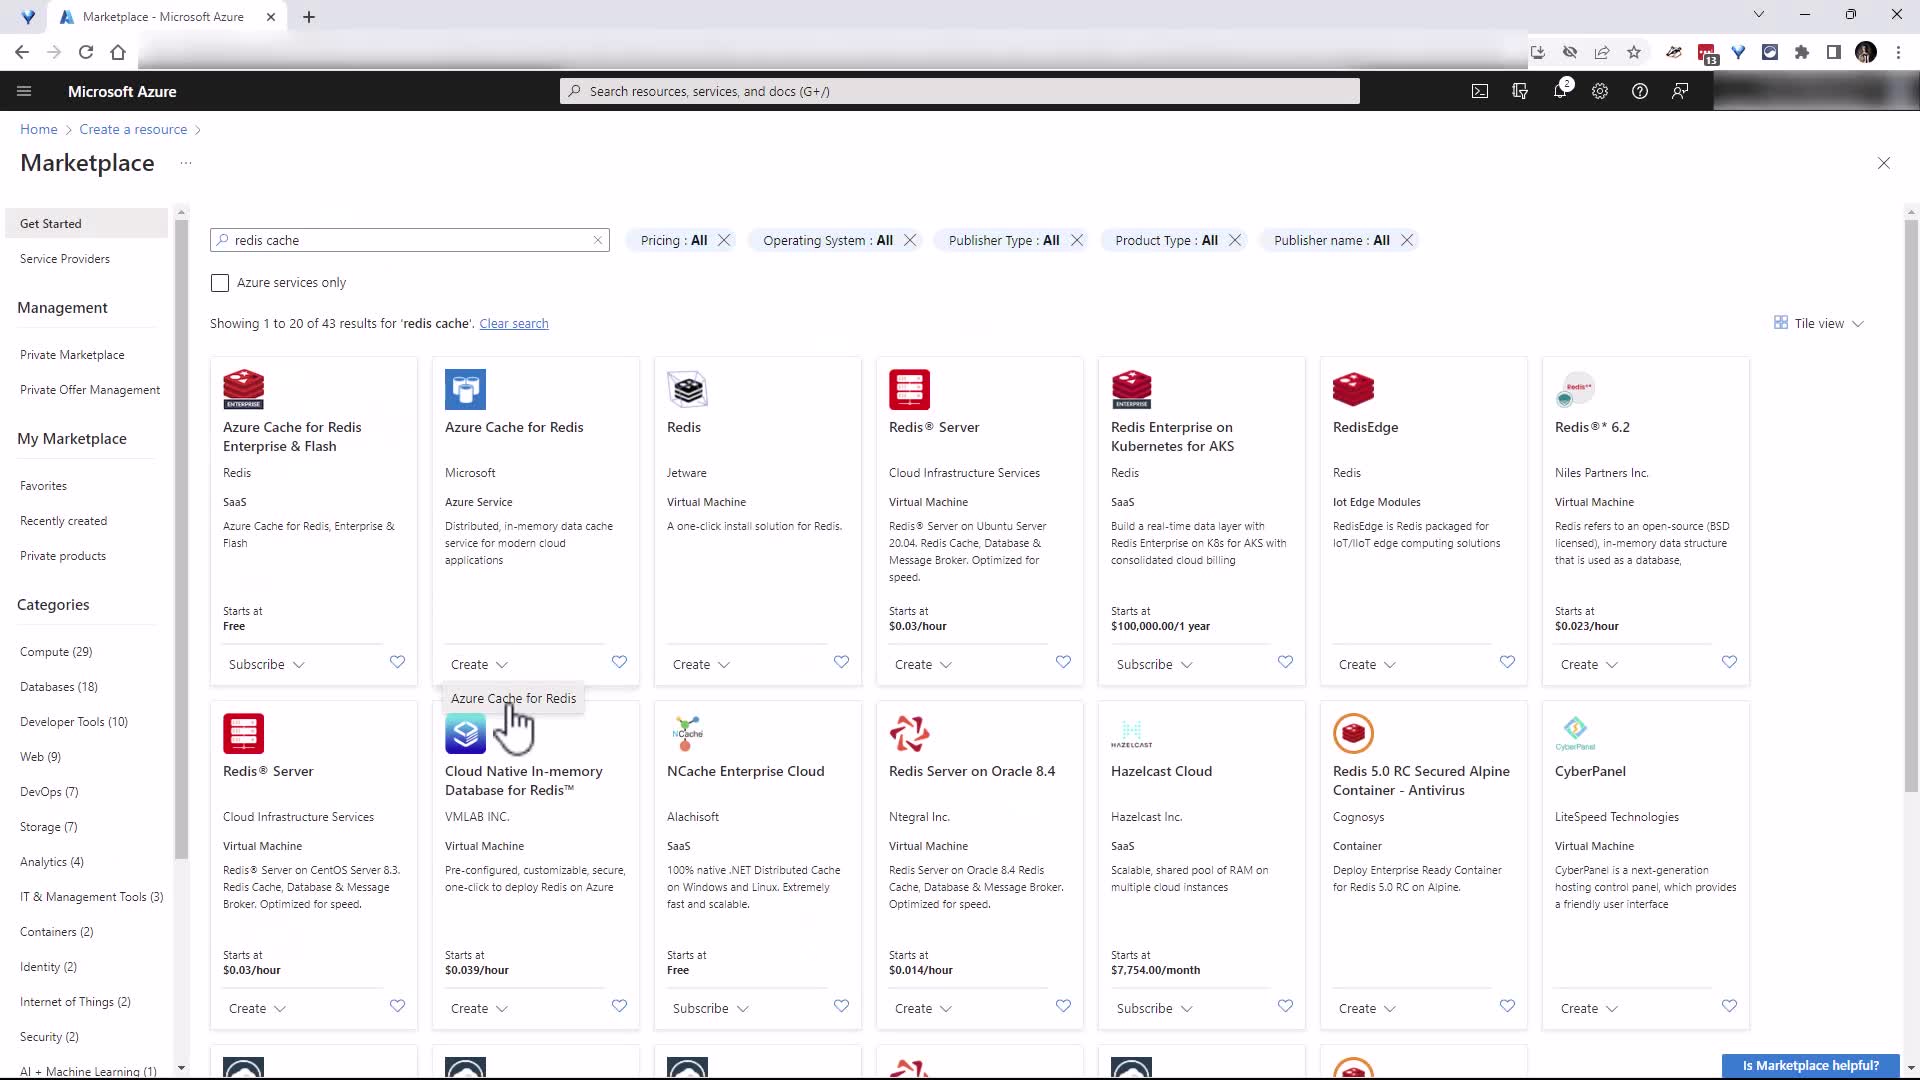 Marketplace - Microsoft Azure
13
Microsoft Azure
Search resources, services, and docs (G+/)
2
Home
Create a resource
Marketplace
Get Started
Service Providers
Management
Private Marketplace
Private Offer Management
My Marketplace
Favorites
Recently created
Private products
Categories
Compute (29)
Databases (18)
Developer Tools (10)
Web (9)
DevOps (7)
Storage (7)
Analytics (4)
IT & Management Tools (3)
Containers (2)
Identity (2)
Internet of Things (2)
Security (2)
AI + Machine Learning (1)
redis cache
Pricing : All
Operating System : All
Publisher Type : All
Product Type : All
Publisher name : All
Azure services only
Showing 1 to 20 of 43 results for 'redis cache'. Clear search
Tile view
ENTERPRISE
Azure Cache for Redis
Enterprise & Flash
Redis
SaaS
Azure Cache for Redis, Enterprise &
Flash
Starts at
Free
Subscribe
Azure Cache for Redis
Microsoft
Azure Service
Distributed, in-memory data cache
service for modern cloud
applications
Create
Azure Cache for Redis
Redis
Jetware
Virtual Machine
A one-click install solution for Redis.
Create
Redis® Server
Cloud Infrastructure Services
Virtual Machine
Redis® Server on Ubuntu Server
20.04. Redis Cache, Database &
Message Broker. Optimized for
speed.
Starts at
$0.03/hour
Create
ENTERPRISE
Redis Enterprise on
Kubernetes for AKS
Redis
SaaS
Build a real-time data layer with
Redis Enterprise on K8s for AKS with
consolidated cloud billing
Starts at
$100,000.00/1 year
Subscribe
RedisEdge
Redis
Iot Edge Modules
RedisEdge is Redis packaged for
IoT/IIoT edge computing solutions
Create
Redis®*
Redis®* 6.2
Niles Partners Inc.
Virtual Machine
Redis refers to an open-source (BSD
licensed), in-memory data structure
that is used as a database,
Starts at
$0.023/hour
Create
Redis® Server
Cloud Infrastructure Services
Virtual Machine
Redis® Server on CentOS Server 8.3.
Redis Cache, Database & Message
Broker. Optimized for speed.
Starts at
$0.03/hour
Create
Cloud Native In-memory
Database for Redis™
VMLAB INC.
Virtual Machine
Pre-configured, customizable, secure,
one-click to deploy Redis on Azure
Starts at
$0.039/hour
Create
NCache
NCache Enterprise Cloud
Alachisoft
SaaS
100% native .NET Distributed Cache
on Windows and Linux. Extremely
fast and scalable.
Starts at
Free
Subscribe
Redis Server on Oracle 8.4
Ntegral Inc.
Virtual Machine
Redis Server on Oracle 8.4 Redis
Cache, Database & Message Broker.
Optimized for speed.
Starts at
$0.014/hour
Create
HAZELCAST
Hazelcast Cloud
Hazelcast Inc.
SaaS
Scalable, shared pool of RAM on
multiple cloud instances
Starts at
$7,754.00/month
Subscribe
Redis 5.0 RC Secured Alpine
Container - Antivirus
Cognosys
Container
Deploy Enterprise Ready Container
for Redis 5.0 RC on Alpine.
Create
CyberPanel
CyberPanel
LiteSpeed Technologies
Virtual Machine
CyberPanel is a next-generation
hosting control panel, which provides
a friendly user interface
Create
Is Marketplace helpful?